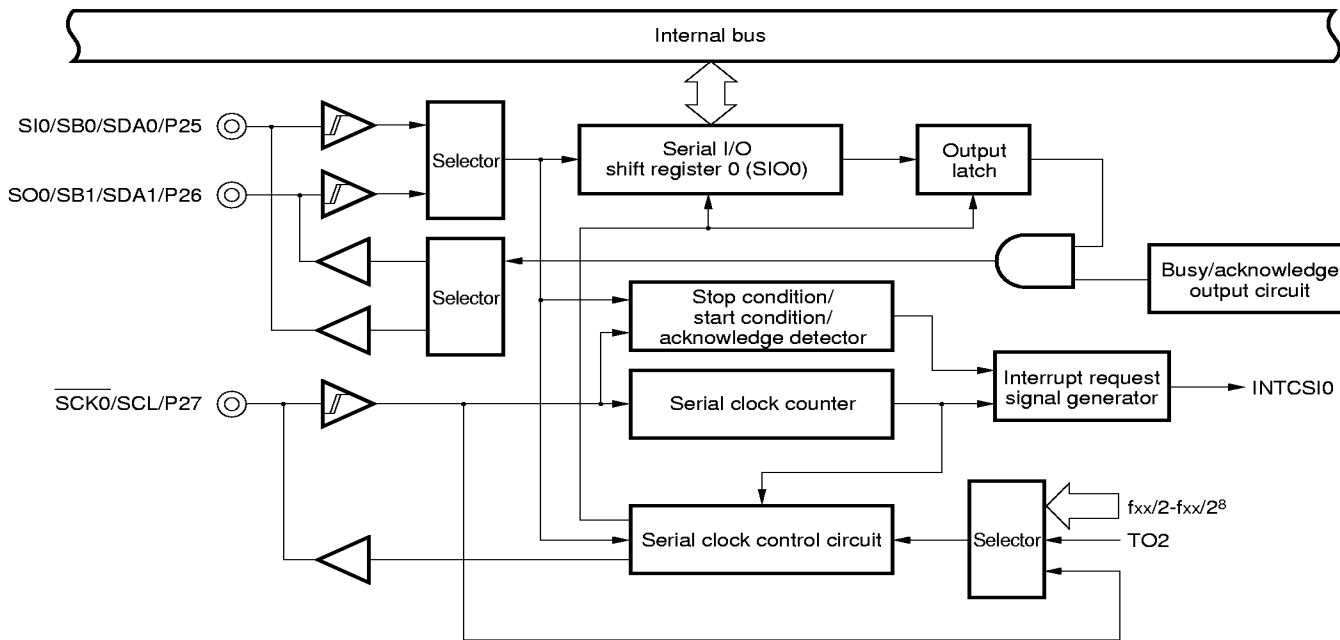 Internal bus
SI0/SB0/SDA0/P25
SO0/SB1/SDA1/P26
Selector
Serial I/O
shift register 0 (SIO0)
Output
latch
Selector
Busy/acknowledge
output circuit
Stop condition/
start condition/
acknowledge detector
SCK0/SCL/P27
Serial clock counter
Interrupt request
signal generator
INTCSI0
Serial clock control circuit
Selector
fxx/2-fxx/2⁸
TO2